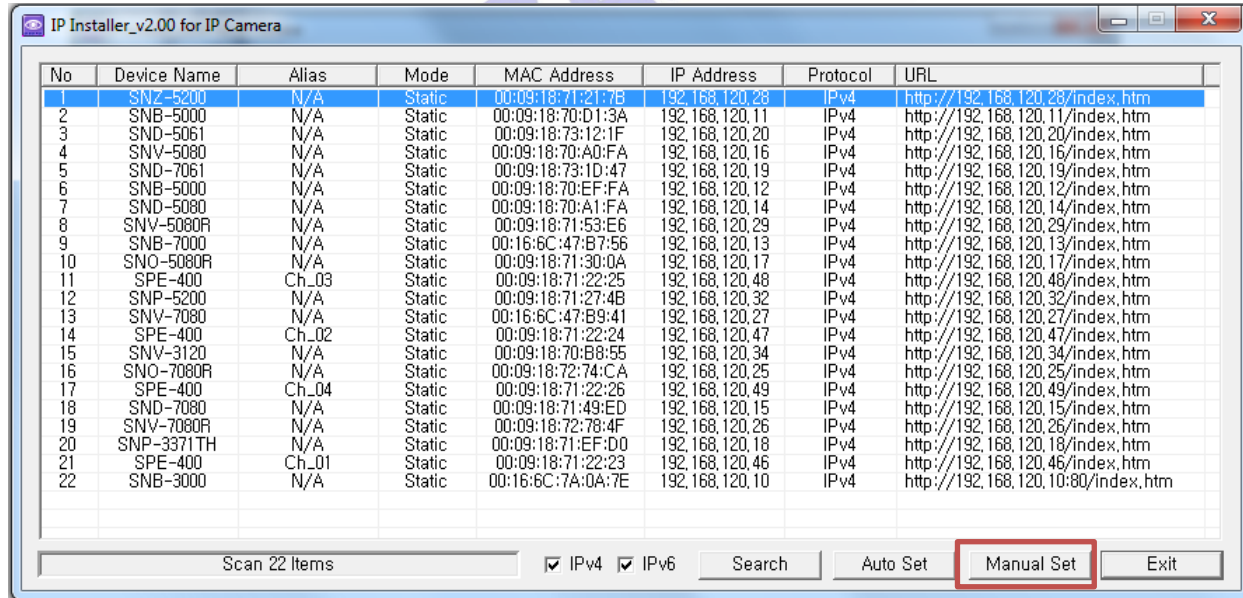 IP Installer_v2.00 for IP Camera
No Device Name Alias Mode MAC Address IP Address Protocol URL
1 SNZ-5200 N/A Static 00:09:18:71:21:7B 192,168,120,28 IPv4 http://192,168,120,28/index,htm
2 SNB-5000 N/A Static 00:09:18:70:D1:3A 192,168,120,11 IPv4 http://192,168,120,11/index,htm
3 SND-5061 N/A Static 00:09:18:73:12:1F 192,168,120,20 IPv4 http://192,168,120,20/index,htm
4 SNV-5080 N/A Static 00:09:18:70:A0:FA 192,168,120,16 IPv4 http://192,168,120,16/index,htm
5 SND-7061 N/A Static 00:09:18:73:1D:47 192,168,120,19 IPv4 http://192,168,120,19/index,htm
6 SNB-5000 N/A Static 00:09:18:70:EF:FA 192,168,120,12 IPv4 http://192,168,120,12/index,htm
7 SND-5080 N/A Static 00:09:18:70:A1:FA 192,168,120,14 IPv4 http://192,168,120,14/index,htm
8 SNV-5080R N/A Static 00:09:18:71:53:E6 192,168,120,29 IPv4 http://192,168,120,29/index,htm
9 SNB-7000 N/A Static 00:16:6C:47:B7:56 192,168,120,13 IPv4 http://192,168,120,13/index,htm
10 SNO-5080R N/A Static 00:09:18:71:30:0A 192,168,120,17 IPv4 http://192,168,120,17/index,htm
11 SPE-400 Ch_03 Static 00:09:18:71:22:25 192,168,120,48 IPv4 http://192,168,120,48/index,htm
12 SNP-5200 N/A Static 00:09:18:71:27:4B 192,168,120,32 IPv4 http://192,168,120,32/index,htm
13 SNV-7080 N/A Static 00:16:6C:47:B9:41 192,168,120,27 IPv4 http://192,168,120,27/index,htm
14 SPE-400 Ch_02 Static 00:09:18:71:22:24 192,168,120,47 IPv4 http://192,168,120,47/index,htm
15 SNV-3120 N/A Static 00:09:18:70:B8:55 192,168,120,34 IPv4 http://192,168,120,34/index,htm
16 SNO-7080R N/A Static 00:09:18:72:74:CA 192,168,120,25 IPv4 http://192,168,120,25/index,htm
17 SPE-400 Ch_04 Static 00:09:18:71:22:26 192,168,120,49 IPv4 http://192,168,120,49/index,htm
18 SND-7080 N/A Static 00:09:18:71:49:ED 192,168,120,15 IPv4 http://192,168,120,15/index,htm
19 SNV-7080R N/A Static 00:09:18:72:78:4F 192,168,120,26 IPv4 http://192,168,120,26/index,htm
20 SNP-3371TH N/A Static 00:09:18:71:EF:D0 192,168,120,18 IPv4 http://192,168,120,18/index,htm
21 SPE-400 Ch_01 Static 00:09:18:71:22:23 192,168,120,46 IPv4 http://192,168,120,46/index,htm
22 SNB-3000 N/A Static 00:16:6C:7A:0A:7E 192,168,120,10 IPv4 http://192,168,120,10:80/index,htm
Scan 22 Items IPv4 IPv6 Search Auto Set Manual Set Exit